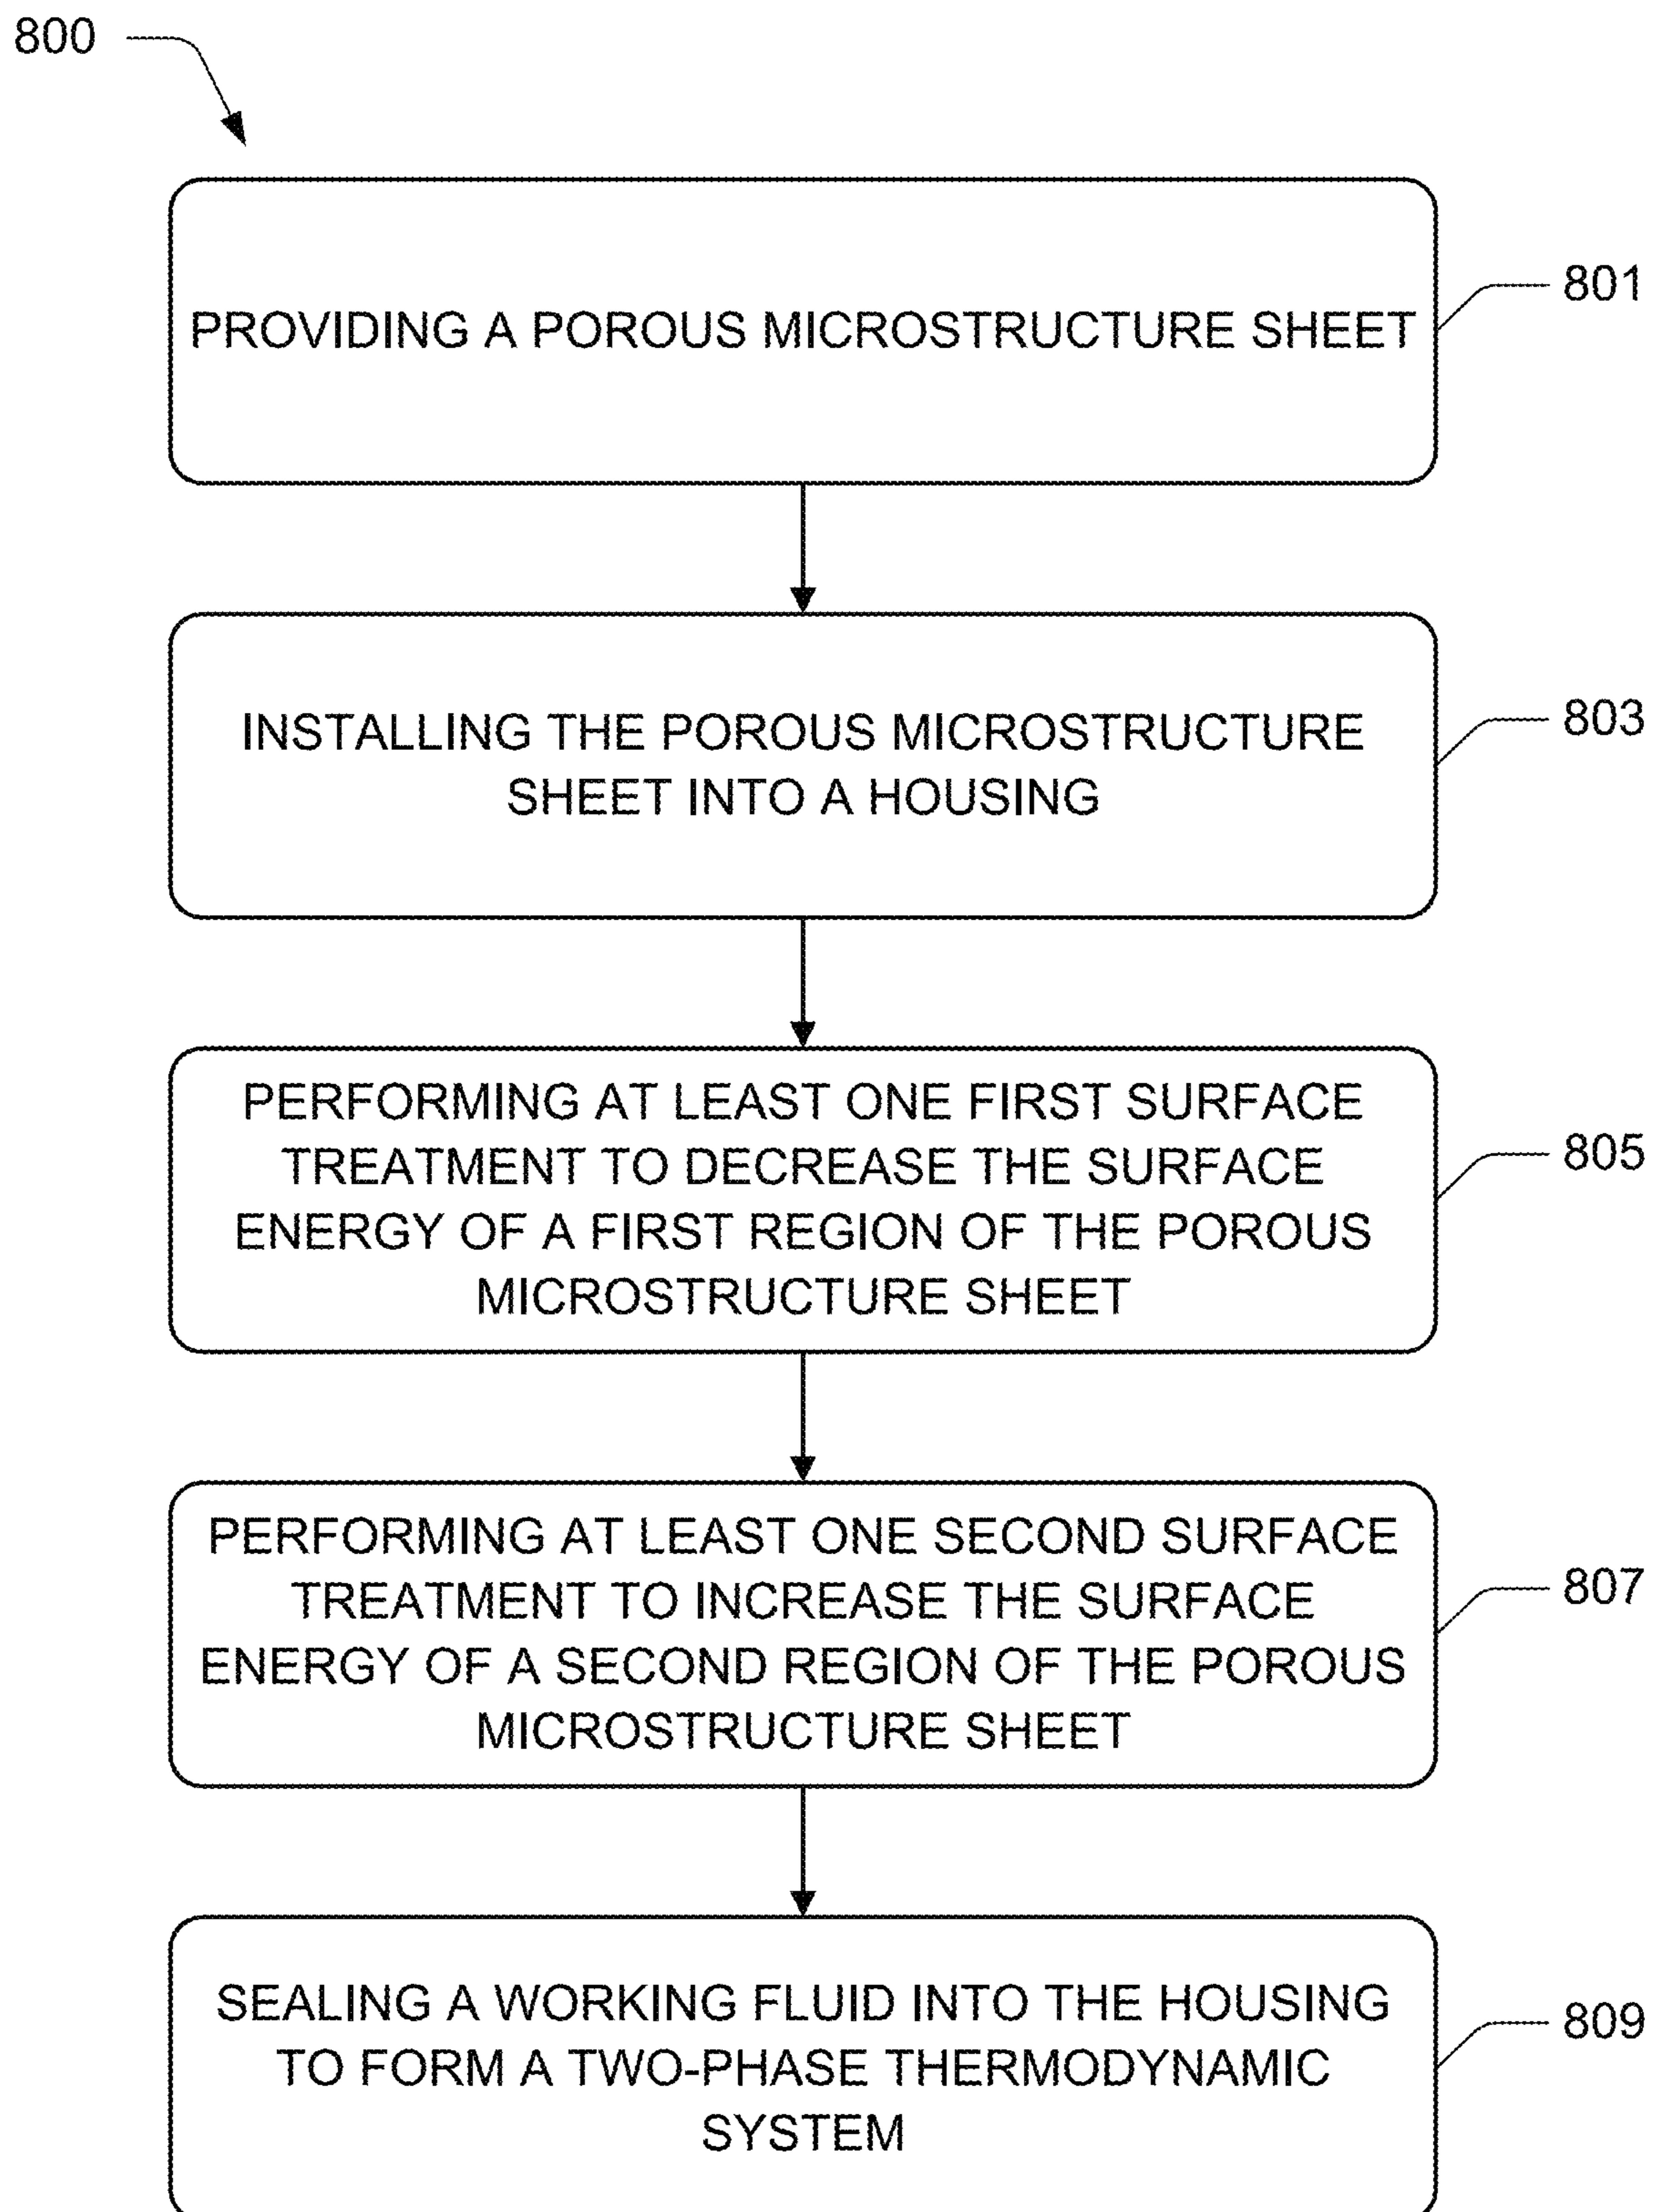 800
PROVIDING A POROUS MICROSTRUCTURE SHEET
801
INSTALLING THE POROUS MICROSTRUCTURE
SHEET INTO A HOUSING
803
PERFORMING AT LEAST ONE FIRST SURFACE
TREATMENT TO DECREASE THE SURFACE
ENERGY OF A FIRST REGION OF THE POROUS
MICROSTRUCTURE SHEET
805
PERFORMING AT LEAST ONE SECOND SURFACE
TREATMENT TO INCREASE THE SURFACE
ENERGY OF A SECOND REGION OF THE POROUS
MICROSTRUCTURE SHEET
807
SEALING A WORKING FLUID INTO THE HOUSING
TO FORM A TWO-PHASE THERMODYNAMIC
SYSTEM
809